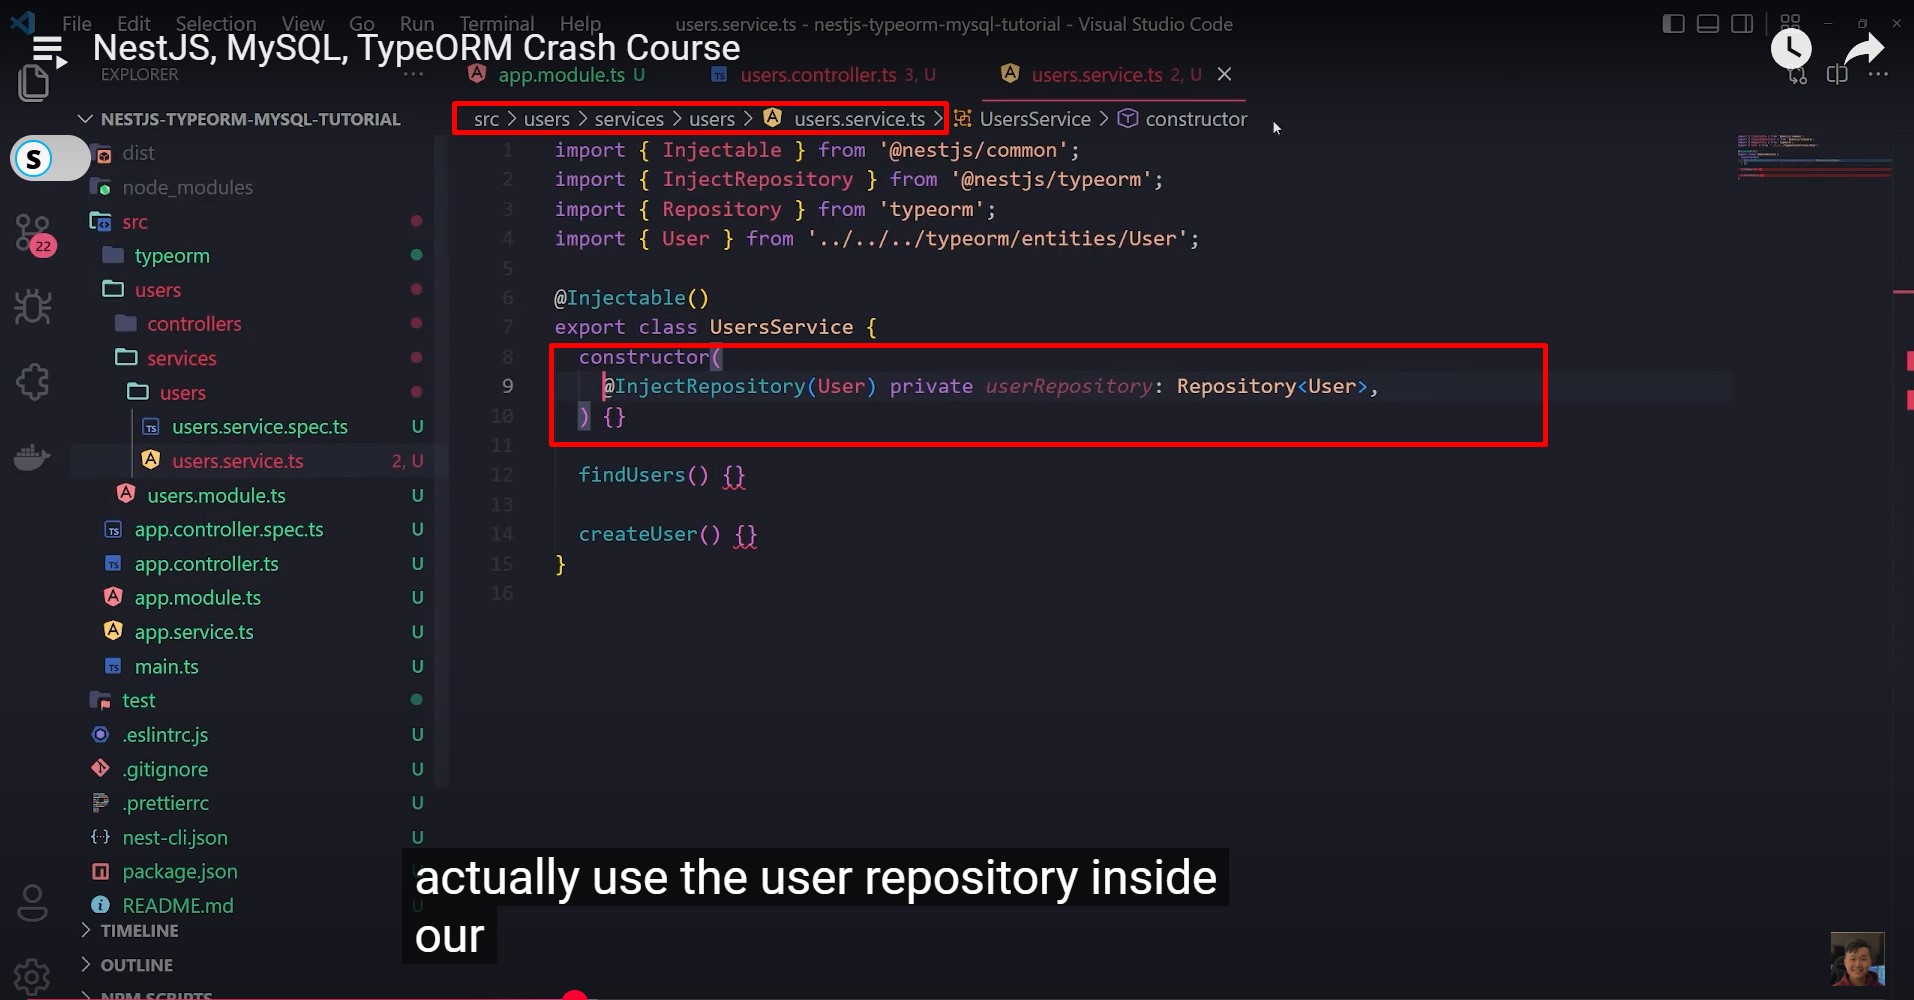 File Edit Selection View Go Run Terminal Help
users.service.ts - nestjs-typeorm-mysql-tutorial - Visual Studio Code
NestJS, MySQL, TypeORM Crash Course
EXPLORER
app.module.ts U
users.controller.ts 3, U
users.service.ts 2, U
NESTJS-TYPEORM-MYSQL-TUTORIAL
src > users > services > users > users.service.ts > UsersService > constructor
S
22
dist
node_modules
src
typeorm
users
controllers
services
users
users.service.spec.ts U
users.service.ts 2, U
users.module.ts U
app.controller.spec.ts U
app.controller.ts U
app.module.ts U
app.service.ts U
main.ts U
test
.eslintrc.js U
.gitignore U
.prettierrc U
nest-cli.json U
package.json U
README.md U
TIMELINE
OUTLINE
NPM SCRIPTS
1 import { Injectable } from '@nestjs/common';
2 import { InjectRepository } from '@nestjs/typeorm';
3 import { Repository } from 'typeorm';
4 import { User } from '../../../typeorm/entities/User';
5
6 @Injectable()
7 export class UsersService {
8 constructor(
9 @InjectRepository(User) private userRepository: Repository<User>,
10 ) {}
11
12 findUsers() {}
13
14 createUser() {}
15 }
16
actually use the user repository inside
our